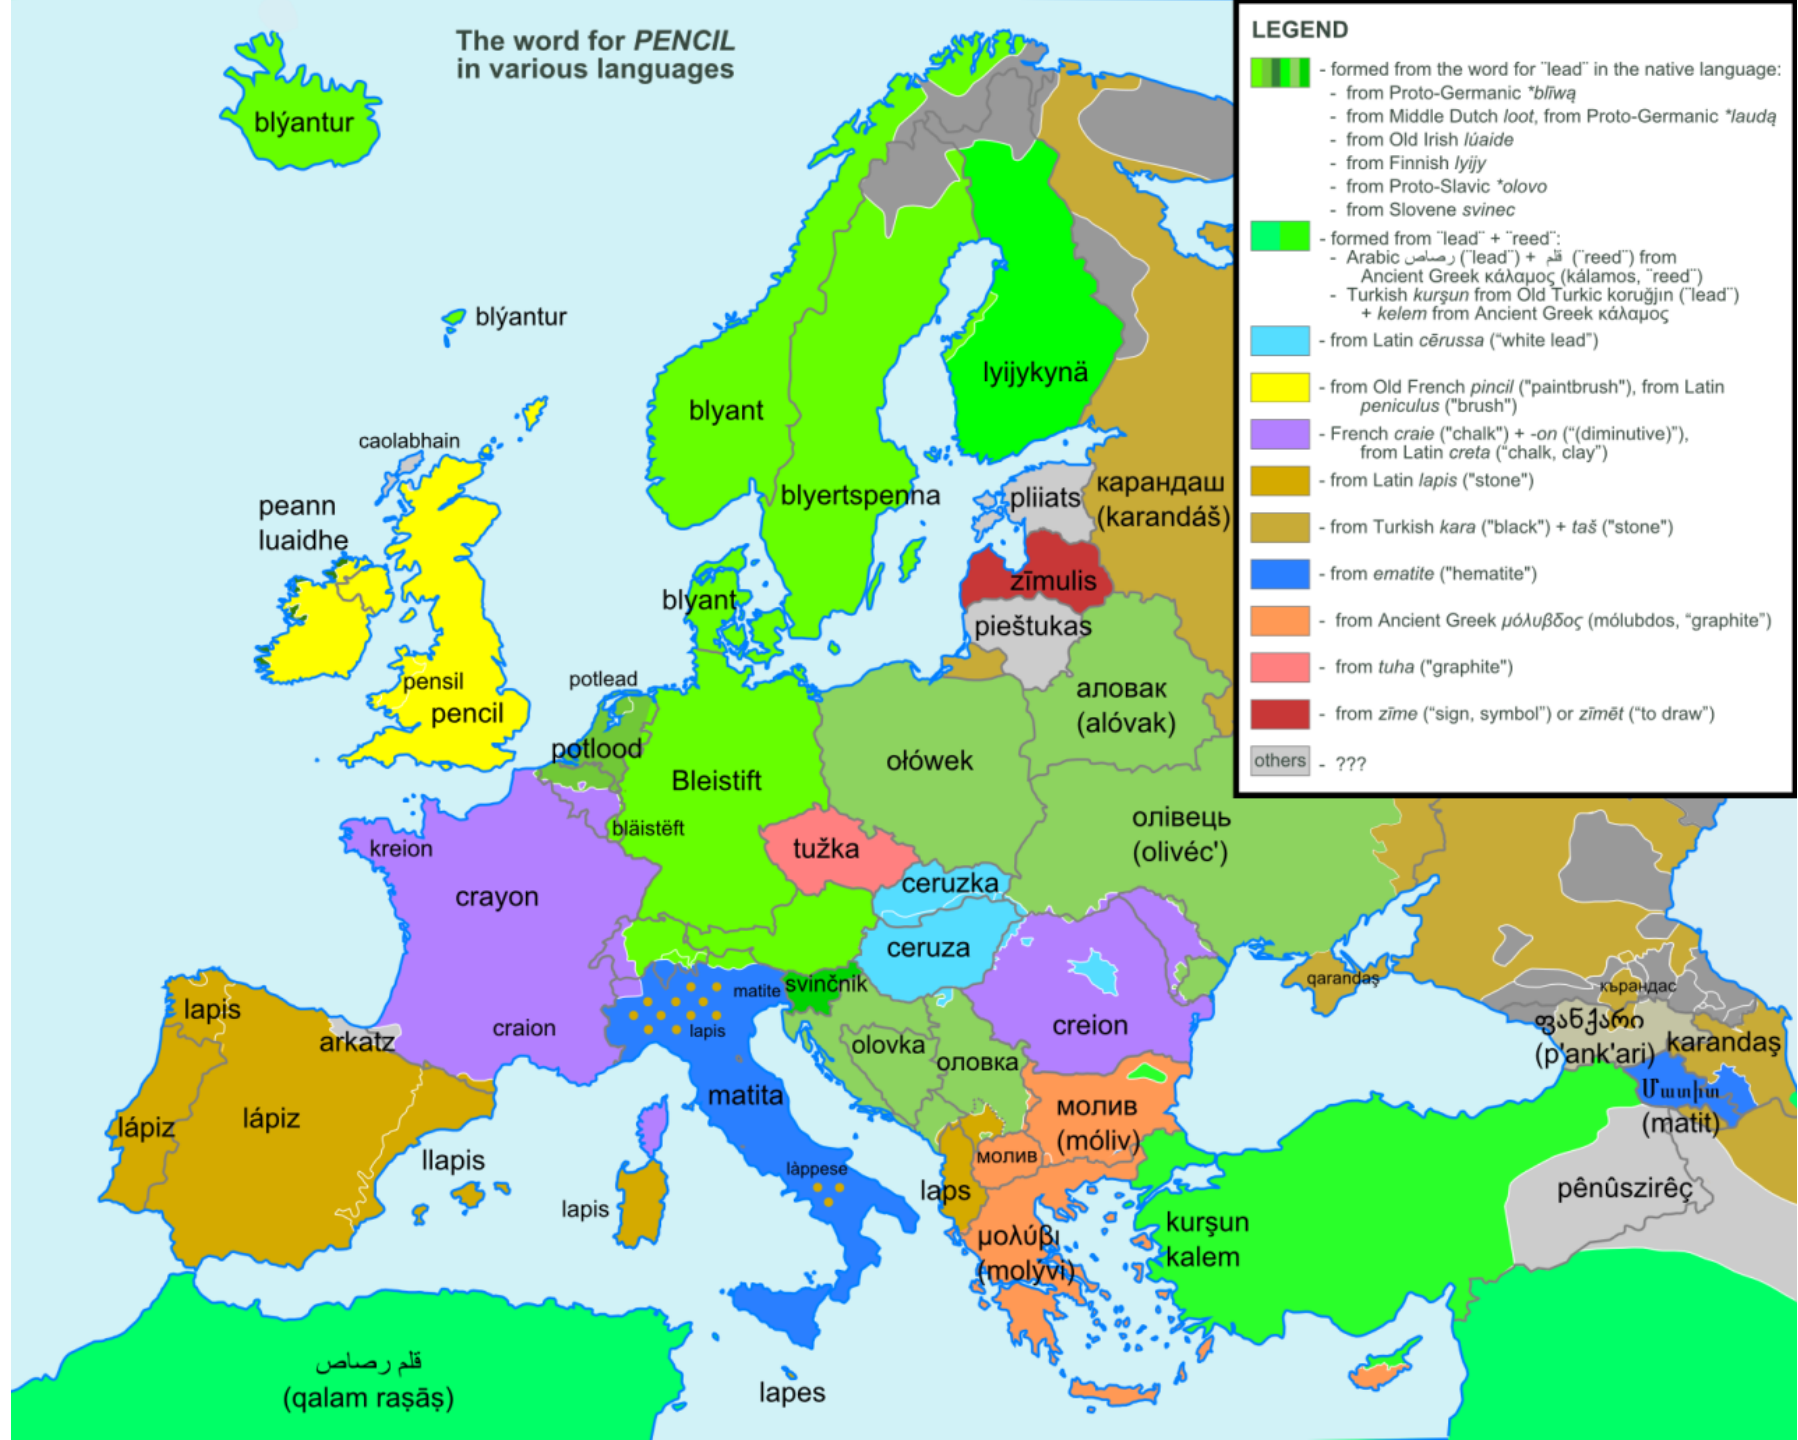 The word for PENCIL
in various languages
LEGEND
- formed from the word for ¨lead¨ in the native language:
- from Proto-Germanic *blīwą
- from Middle Dutch loot, from Proto-Germanic *laudą
- from Old Irish lúaide
- from Finnish lyijy
- from Proto-Slavic *olovo
- from Slovene svinec
- formed from ¨lead¨ + ¨reed¨:
- Arabic رصاص (¨lead¨) + قلم (¨reed¨) from
Ancient Greek κάλαμος (kálamos, ¨reed¨)
- Turkish kurşun from Old Turkic koruğjın (¨lead¨)
+ kelem from Ancient Greek κάλαμος
- from Latin cērussa (“white lead”)
- from Old French pincil ("paintbrush"), from Latin
peniculus ("brush")
- French craie ("chalk") + -on (“(diminutive)”),
from Latin creta (“chalk, clay”)
- from Latin lapis ("stone")
- from Turkish kara ("black") + taš ("stone")
- from ematite ("hematite")
- from Ancient Greek μόλυβδος (mólubdos, “graphite”)
- from tuha ("graphite")
- from zīme (“sign, symbol”) or zīmēt (“to draw”)
others - ???
blýantur
blýantur
lyijykynä
blyant
caolabhain
карандаш
(karandáš)
pliiats
blyertspenna
peann
luaidhe
zīmulis
blyant
pieštukas
potlead
pensil
pencil
аловак
(alóvak)
potlood
ołówek
Bleistift
олівець
(olivéc')
bläistëft
kreion
tužka
ceruzka
crayon
ceruza
qarandaş
svinčnik
matite
къранdас
lapis
lapis
craion
creion
ფანქარი
(p'ank'ari)
karandaş
arkatz
olovka
оловка
matita
Մատիտ
(matit)
молив
(móliv)
lápiz
lápiz
молив
llapis
làppese
laps
pênûszirêç
lapis
kurşun
kalem
μολύβι
(molývi)
قلم رصاص
(qalam raṣāṣ)
lapes